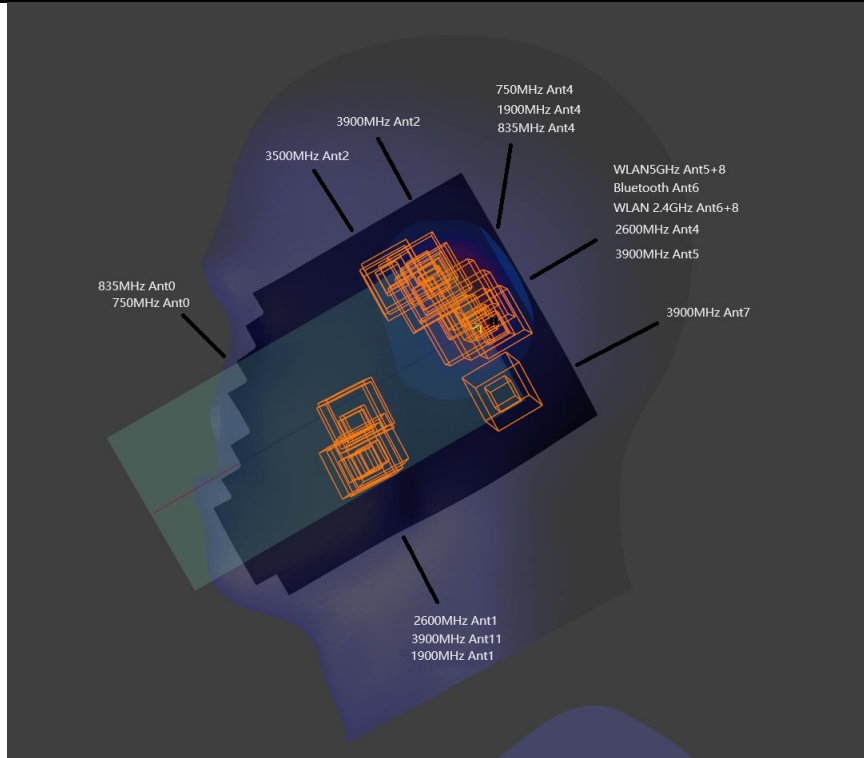 750MHz Ant4
1900MHz Ant4
835MHz Ant4
3900MHz Ant2
3500MHz Ant2
WLAN5GHz Ant5+8
Bluetooth Ant6
WLAN 2.4GHz Ant6+8
2600MHz Ant4
3900MHz Ant5
835MHz Ant0
750MHz Ant0
3900MHz Ant7
2600MHz Ant1
3900MHz Ant11
1900MHz Ant1